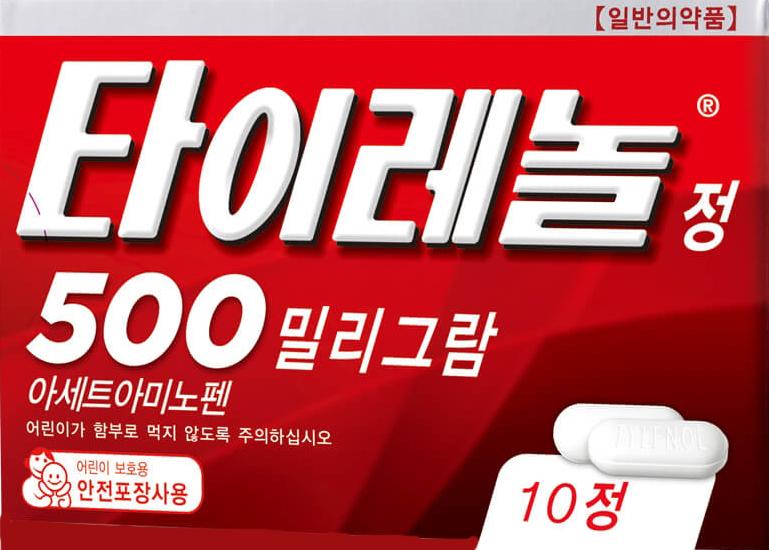 【일반의약품】
타이레놀® 정
500 밀리그람
아세트아미노펜
어린이가 함부로 먹지 않도록 주의하십시오
어린이 보호용
안전포장사용
TYLENOL
10정